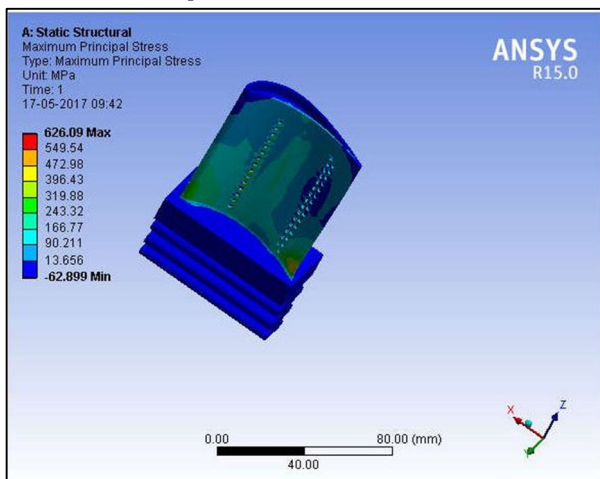 A: Static Structural
Maximum Principal Stress
Type: Maximum Principal Stress
Unit: MPa
Time: 1
17-05-2017 09:42
ANSYS
R15.0
626.09 Max
549.54
472.98
396.43
319.88
243.32
166.77
90.211
13.656
-62.899 Min
X
Z
Y
0.00
80.00 (mm)
40.00